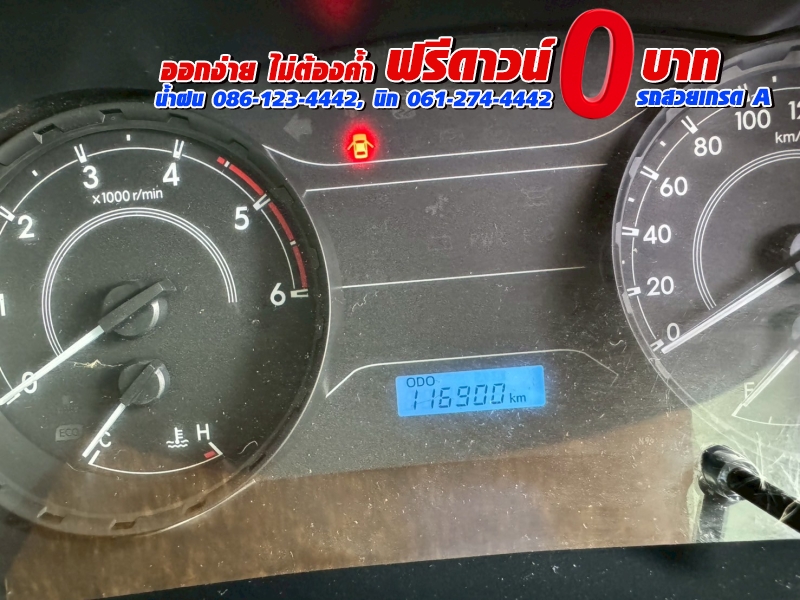 ออกง่าย ไม่ต้องค้ำ ฟรีดาวน์ 0 บาท
น้ำฝน 086-123-4442, นิก 061-274-4442 รถสวยเกรด A
0 1 2 3 4 5 6
x1000 r/min
ECO
C H
ODO
116900 km
0 20 40 60 80 100
km/
E